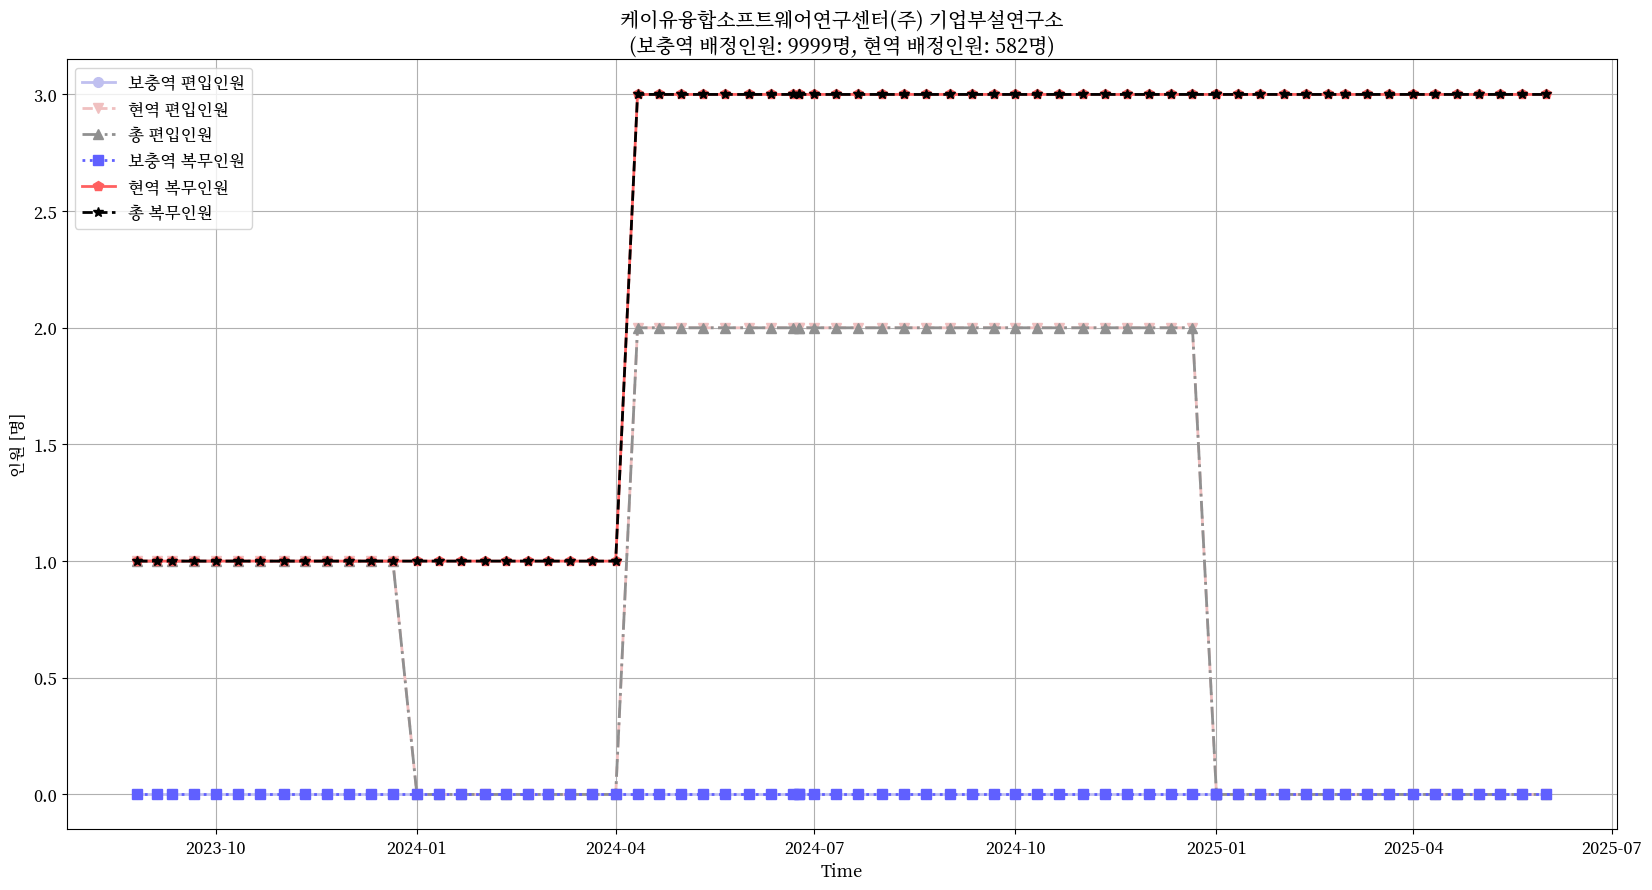 케이유융합소프트웨어연구센터(주) 기업부설연구소
(보충역 배정인원: 9999명, 현역 배정인원: 582명)
보충역 편입인원
현역 편입인원
총 편입인원
보충역 복무인원
현역 복무인원
총 복무인원
3.0
2.5
2.0
1.5
1.0
0.5
0.0
인원 [명]
2023-10
2024-01
2024-04
2024-07
2024-10
2025-01
2025-04
2025-07
Time